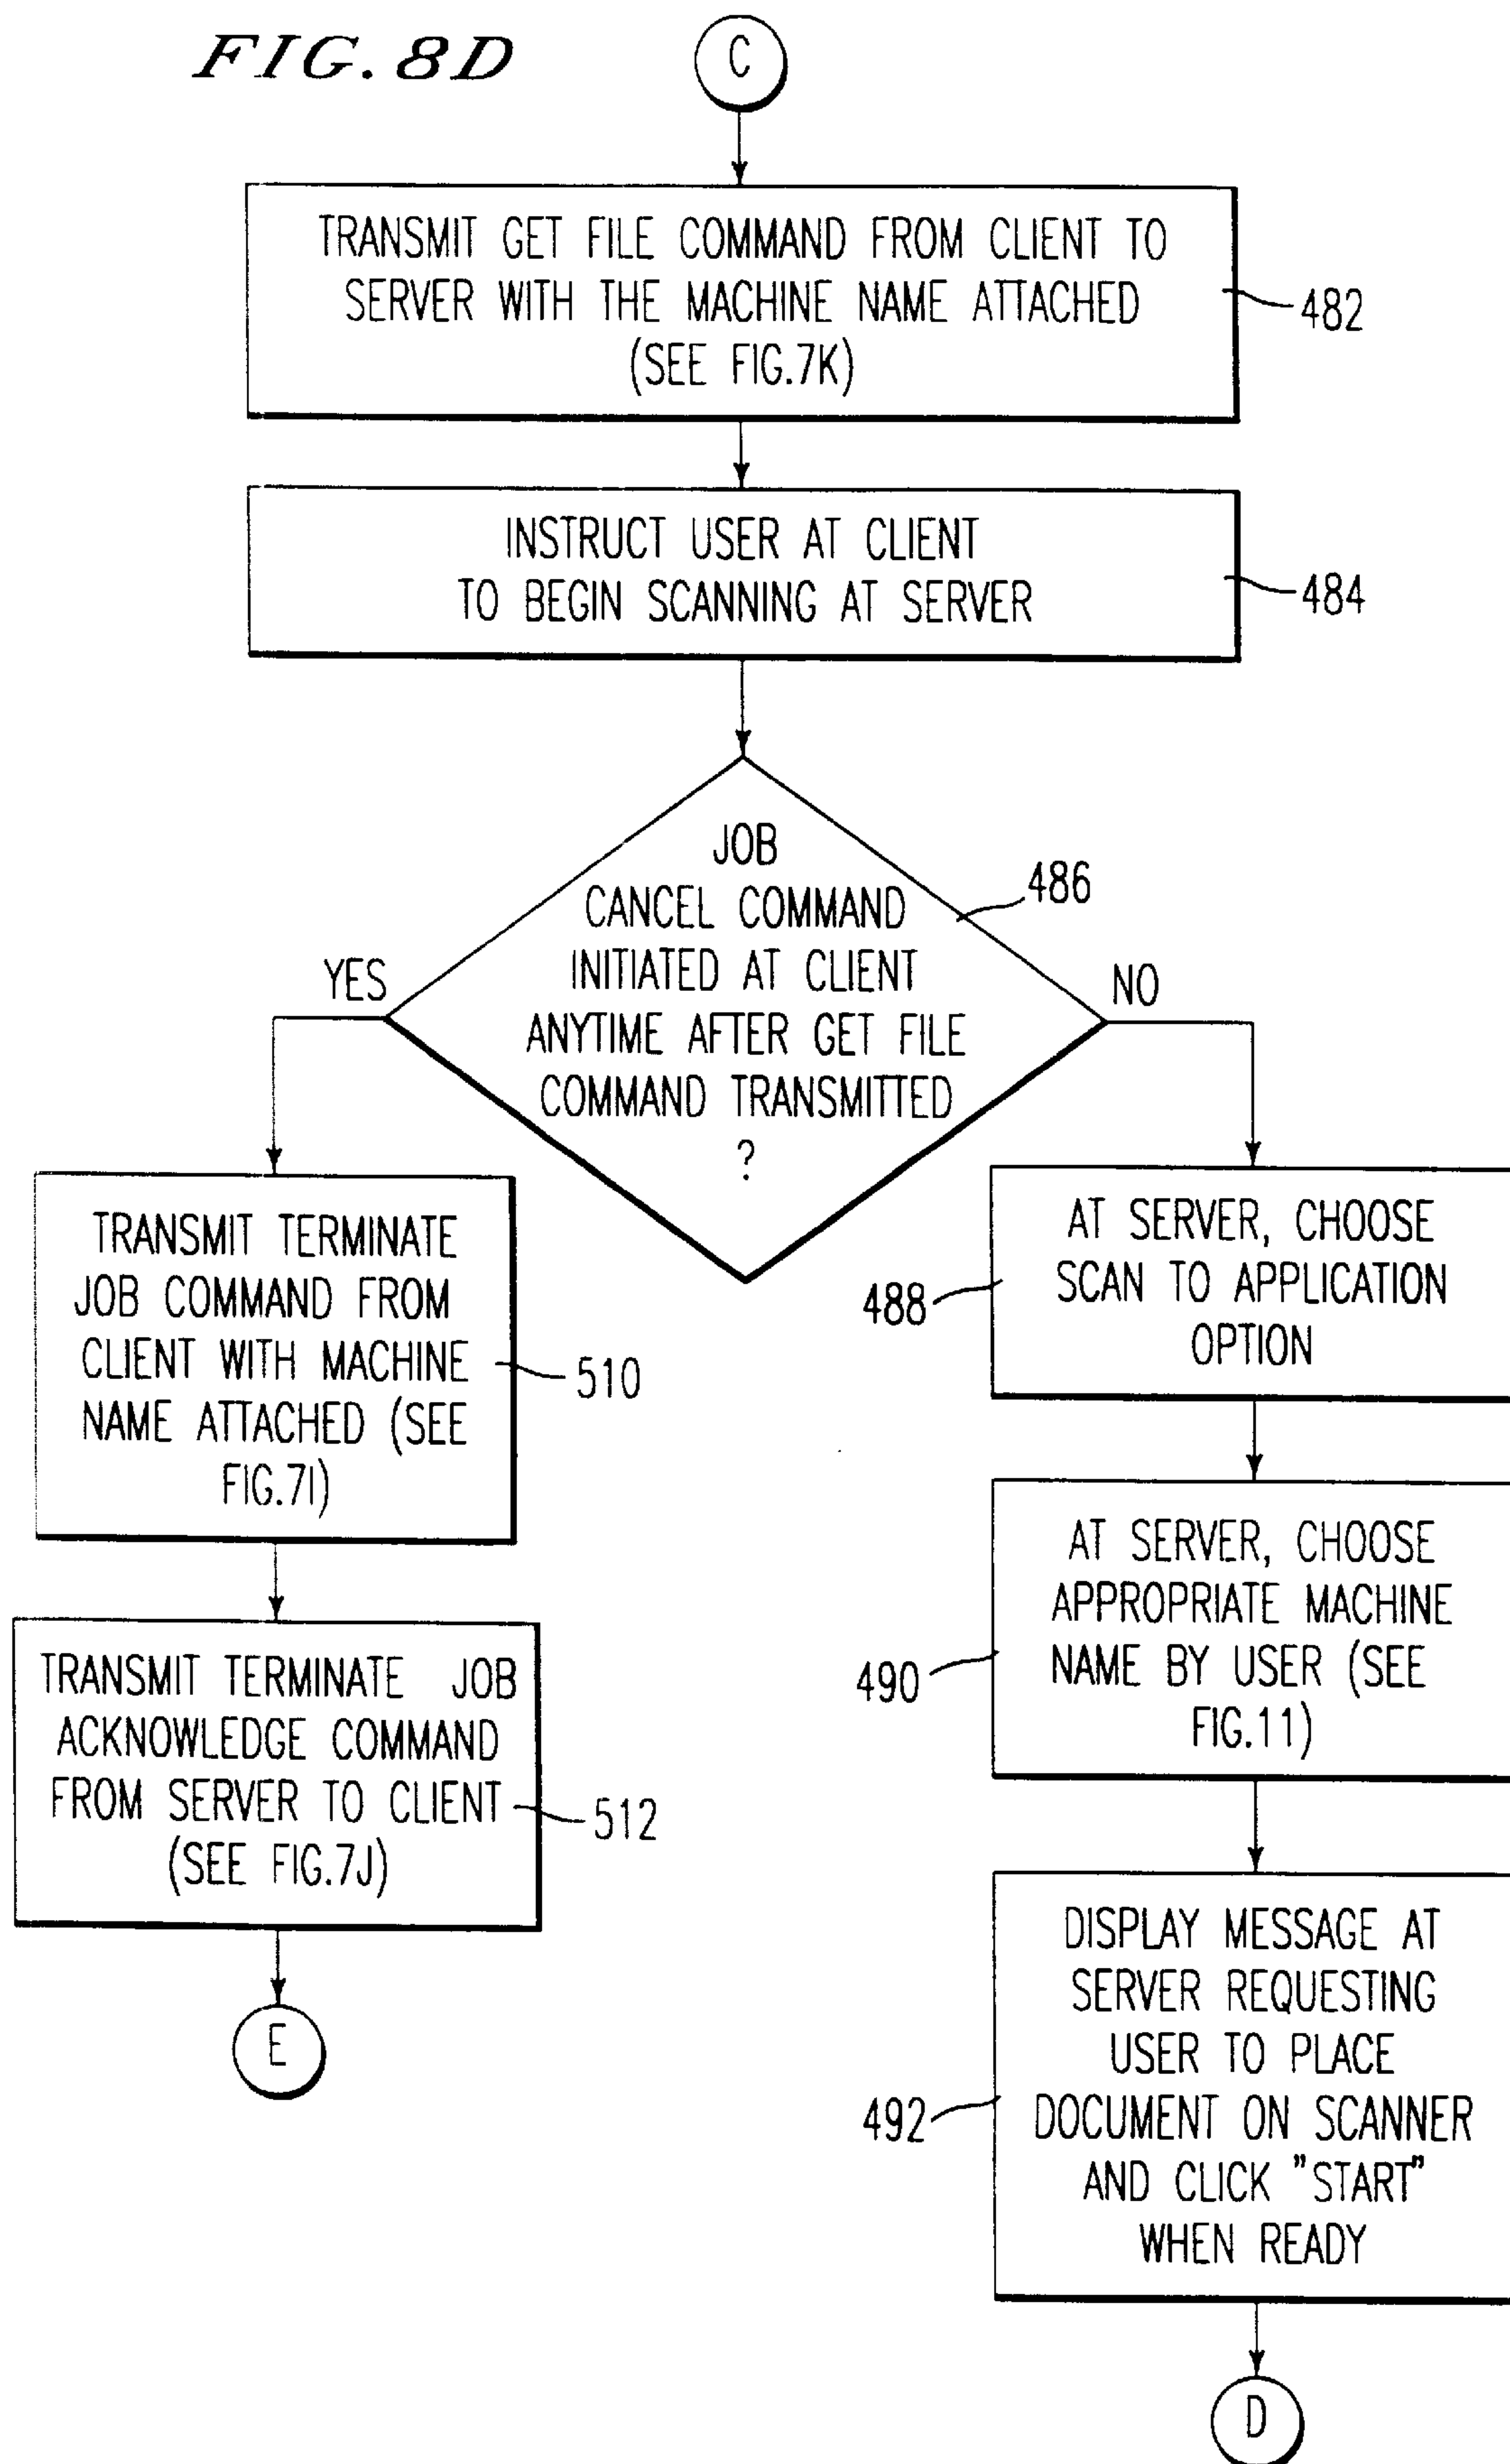 FIG. 8D
C
TRANSMIT GET FILE COMMAND FROM CLIENT TO
SERVER WITH THE MACHINE NAME ATTACHED
(SEE FIG.7K)
482
INSTRUCT USER AT CLIENT
TO BEGIN SCANNING AT SERVER
484
JOB
CANCEL COMMAND
INITIATED AT CLIENT
ANYTIME AFTER GET FILE
COMMAND TRANSMITTED
?
486
YES
NO
TRANSMIT TERMINATE
JOB COMMAND FROM
CLIENT WITH MACHINE
NAME ATTACHED (SEE
FIG.7I)
510
TRANSMIT TERMINATE JOB
ACKNOWLEDGE COMMAND
FROM SERVER TO CLIENT
(SEE FIG.7J)
512
E
AT SERVER, CHOOSE
SCAN TO APPLICATION
OPTION
488
AT SERVER, CHOOSE
APPROPRIATE MACHINE
NAME BY USER (SEE
FIG.11)
490
DISPLAY MESSAGE AT
SERVER REQUESTING
USER TO PLACE
DOCUMENT ON SCANNER
AND CLICK "START"
WHEN READY
492
D